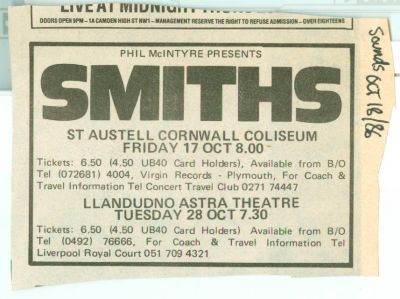 LIVE AT MIDNIGHT
DOORS OPEN 9PM – 1A CAMDEN HIGH ST NW1 – MANAGEMENT RESERVE THE RIGHT TO REFUSE ADMISSION – OVER EIGHTEENS
PHIL McINTYRE PRESENTS
SMITHS
ST AUSTELL CORNWALL COLISEUM
FRIDAY 17 OCT 8.00
Tickets: 6.50 (4.50 UB40 Card Holders), Available from B/O
Tel (072681) 4004, Virgin Records - Plymouth, For Coach &
Travel Information Tel Concert Travel Club 0271 74447
LLANDUDNO ASTRA THEATRE
TUESDAY 28 OCT 7.30
Tickets: 6.50 (4.50 UB40 Card Holders), Available from B/O
Tel (0492) 76666, For Coach & Travel Information Tel
Liverpool Royal Court 051 709 4321
Sounds Oct 18/86